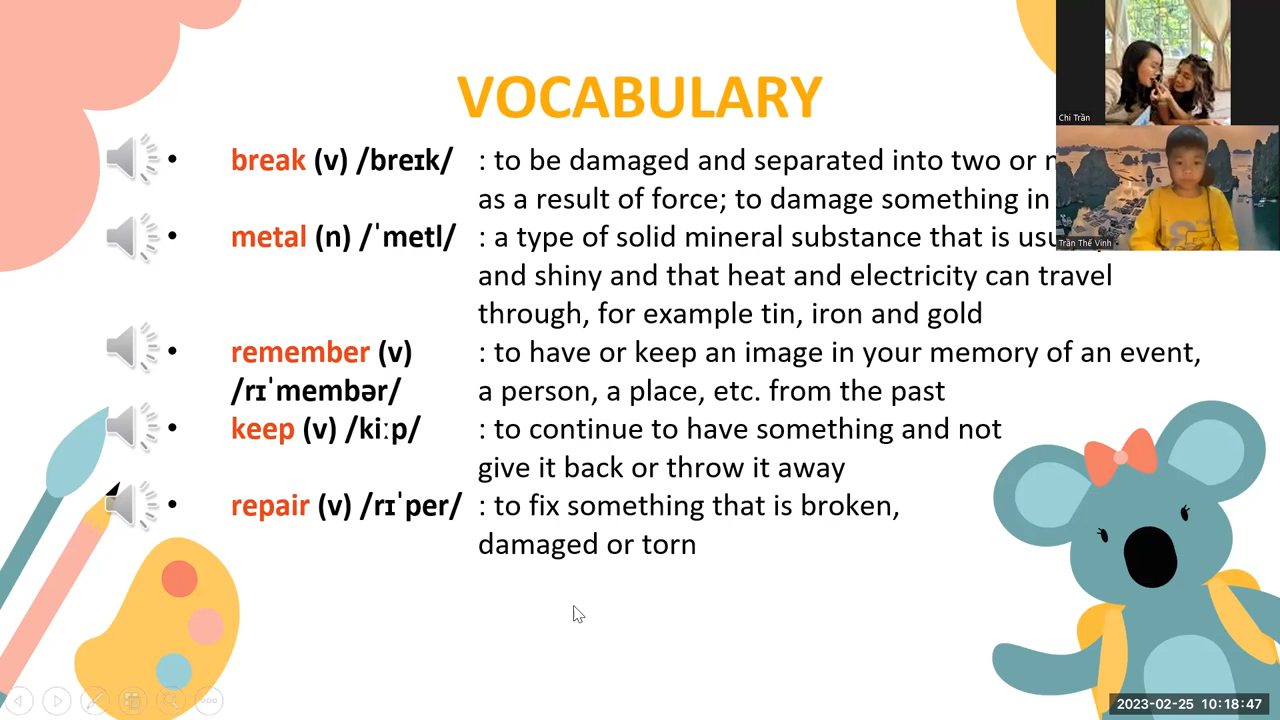 VOCABULARY
Chi Trần
• break (v) /breɪk/ : to be damaged and separated into two or
as a result of force; to damage something in
• metal (n) /ˈmetl/ : a type of solid mineral substance that is
Trần Thế Vinh
and shiny and that heat and electricity can travel
through, for example tin, iron and gold
• remember (v) : to have or keep an image in your memory of an event,
/rɪˈmembər/ a person, a place, etc. from the past
• keep (v) /kiːp/ : to continue to have something and not
give it back or throw it away
• repair (v) /rɪˈper/ : to fix something that is broken,
damaged or torn
2023-02-25 10:18:47